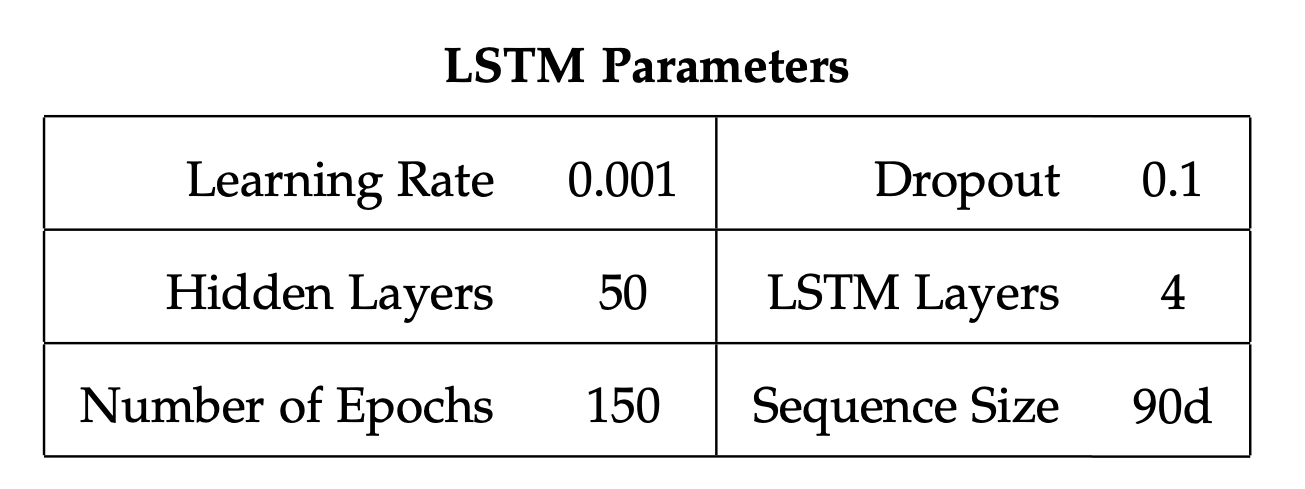 LSTM Parameters
Learning Rate 0.001 Dropout 0.1
Hidden Layers 50 LSTM Layers 4
Number of Epochs 150 Sequence Size 90d